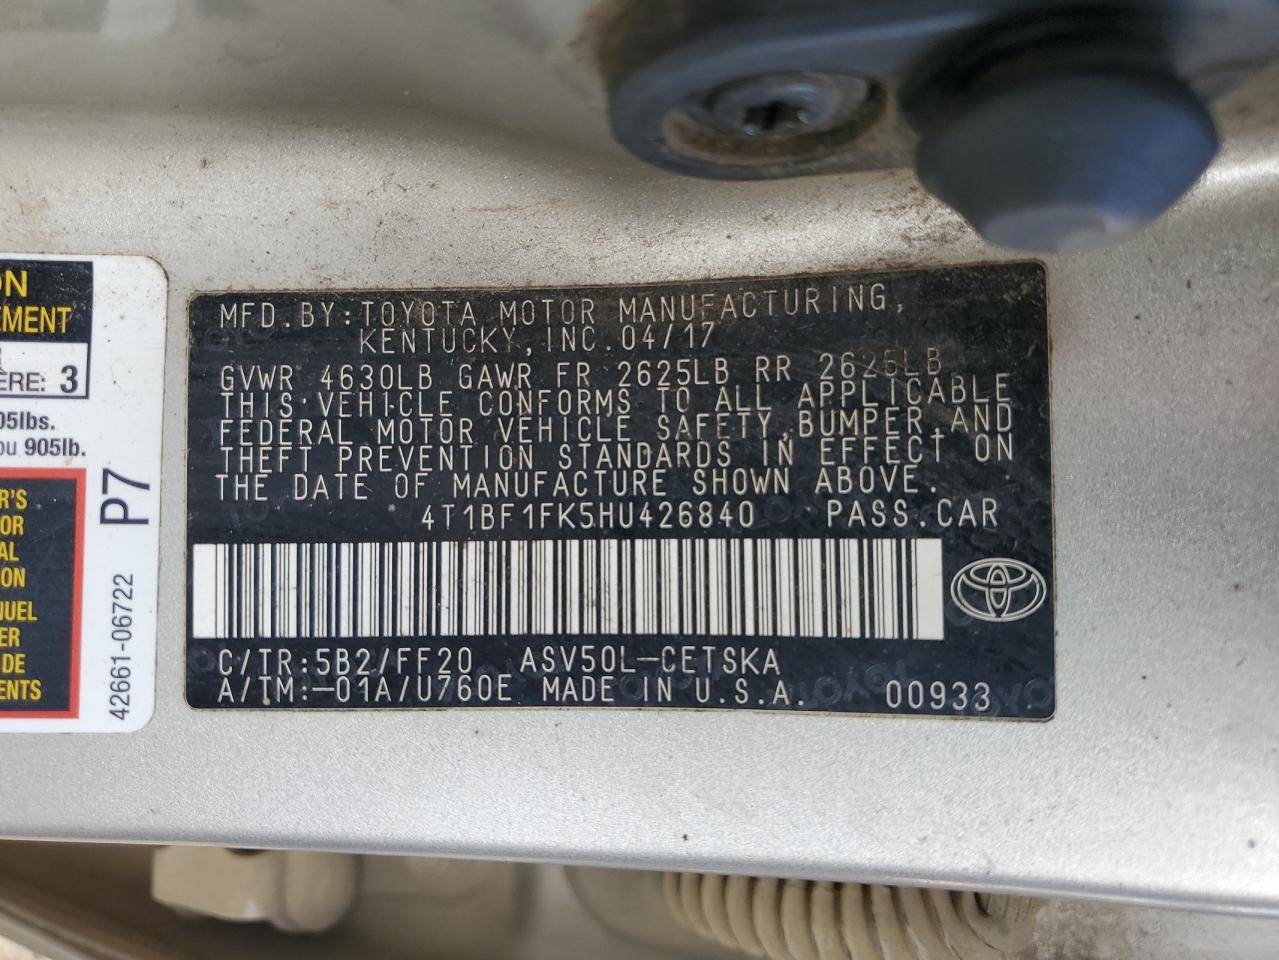 ON
EMENT
ERE: 3
05lbs.
ou 905lb.
ER'S
OR
AL
ON
NUEL
ER
DE
ENTS
P7
42661-06722
MFD. BY: TOYOTA MOTOR MANUFACTURING,
KENTUCKY, INC. 04/17
GVWR 4630LB GAWR FR 2625LB RR 2625LB
THIS VEHICLE CONFORMS TO ALL APPLICABLE
FEDERAL MOTOR VEHICLE SAFETY, BUMPER, AND
THEFT PREVENTION STANDARDS IN EFFECT ON
THE DATE OF MANUFACTURE SHOWN ABOVE.
4T1BF1FK5HU426840 PASS. CAR
C/TR: 5B2/FF20 ASV50L-CETSKA
A/TM: -01A/U760E MADE IN U.S.A. 00933